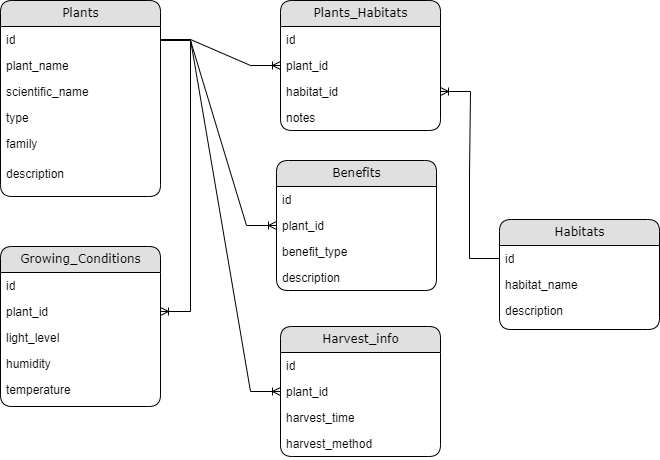 Plants
id
plant_name
scientific_name
type
family
description
Plants_Habitats
id
plant_id
habitat_id
notes
Benefits
id
plant_id
benefit_type
description
Habitats
id
habitat_name
description
Growing_Conditions
id
plant_id
light_level
humidity
temperature
Harvest_info
id
plant_id
harvest_time
harvest_method